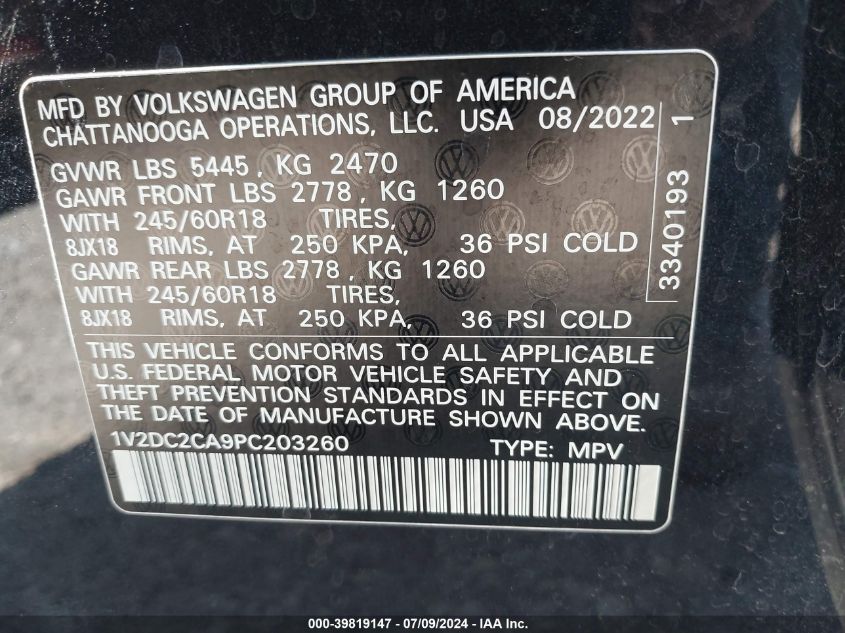 MFD BY VOLKSWAGEN GROUP OF AMERICA
CHATTANOOGA OPERATIONS, LLC. USA 08/2022
GVWR LBS 5445, KG 2470
GAWR FRONT LBS 2778, KG 1260
WITH 245/60R18 TIRES,
8JX18 RIMS, AT 250 KPA, 36 PSI COLD
GAWR REAR LBS 2778, KG 1260
WITH 245/60R18 TIRES,
8JX18 RIMS, AT 250 KPA, 36 PSI COLD
3340193 1
THIS VEHICLE CONFORMS TO ALL APPLICABLE
U.S. FEDERAL MOTOR VEHICLE SAFETY AND
THEFT PREVENTION STANDARDS IN EFFECT ON
THE DATE OF MANUFACTURE SHOWN ABOVE.
1V2DC2CA9PC203260 TYPE: MPV
000-39819147 - 07/09/2024 - IAA Inc.